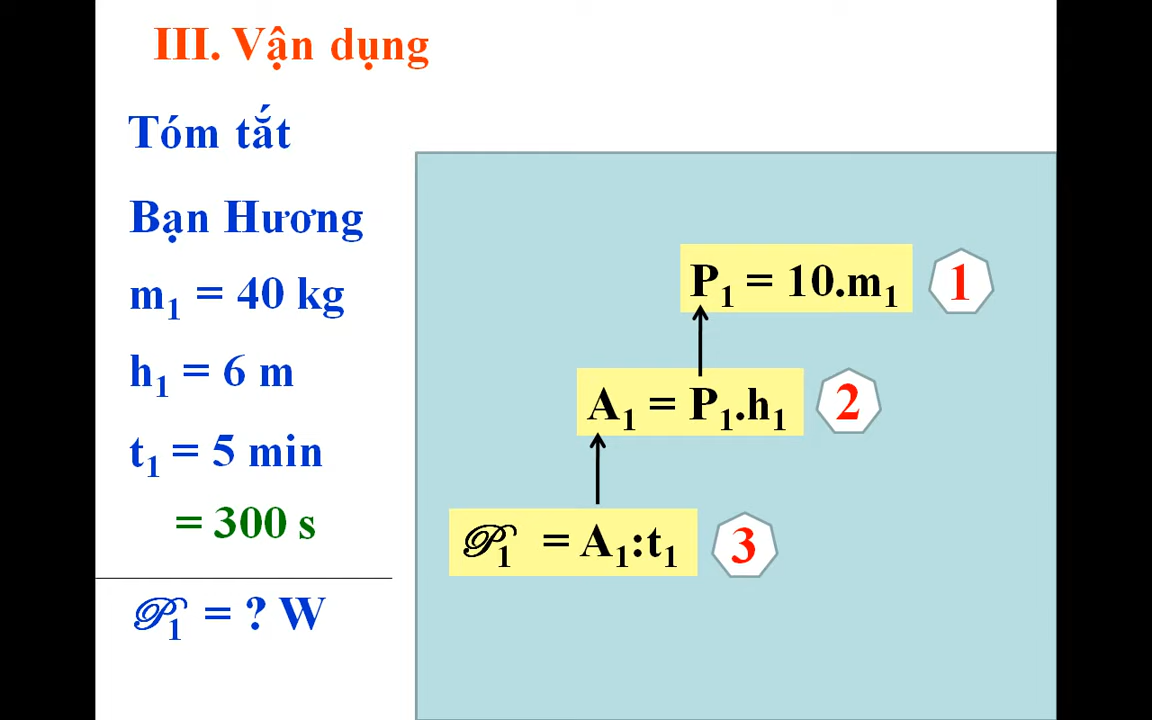 III. Vận dụng
Tóm tắt
Bạn Hương
m₁ = 40 kg
h₁ = 6 m
t₁ = 5 min
= 300 s
𝒫₁ = ? W
P₁ = 10.m₁ 1
A₁ = P₁.h₁ 2
𝒫₁ = A₁:t₁ 3